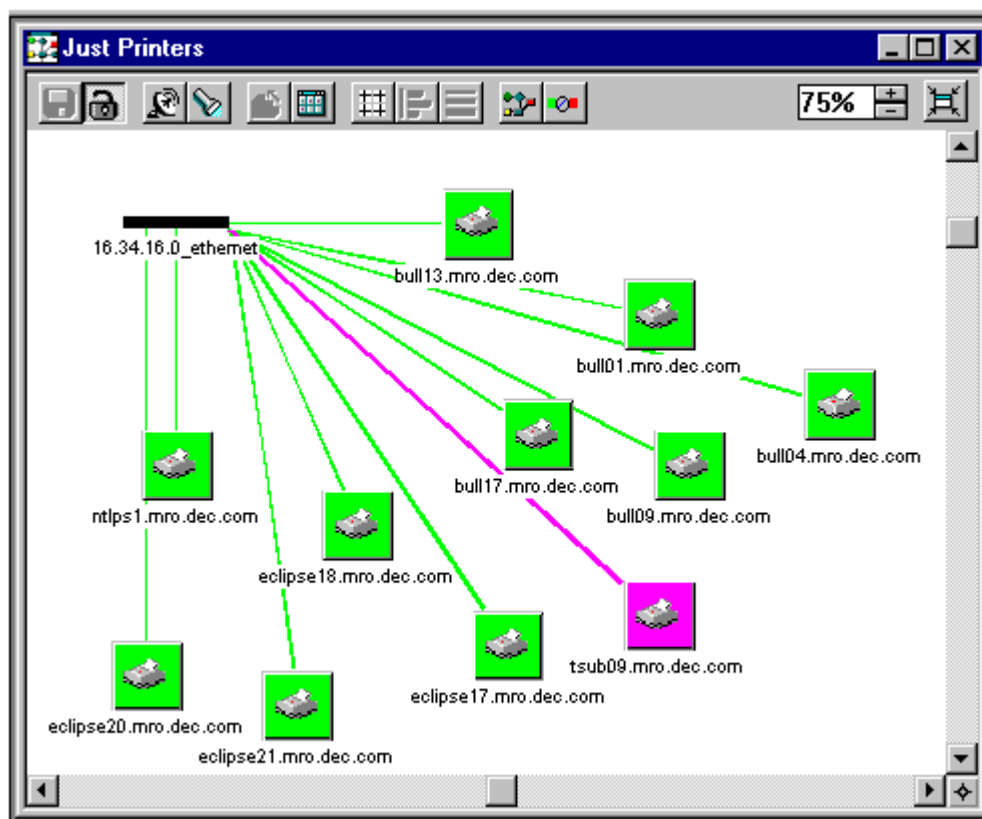 Just Printers
75%
16.34.16.0_ethernet
bull13.mro.dec.com
bull01.mro.dec.com
bull04.mro.dec.com
bull17.mro.dec.com
bull09.mro.dec.com
ntlps1.mro.dec.com
eclipse18.mro.dec.com
tsub09.mro.dec.com
eclipse17.mro.dec.com
eclipse20.mro.dec.com
eclipse21.mro.dec.com